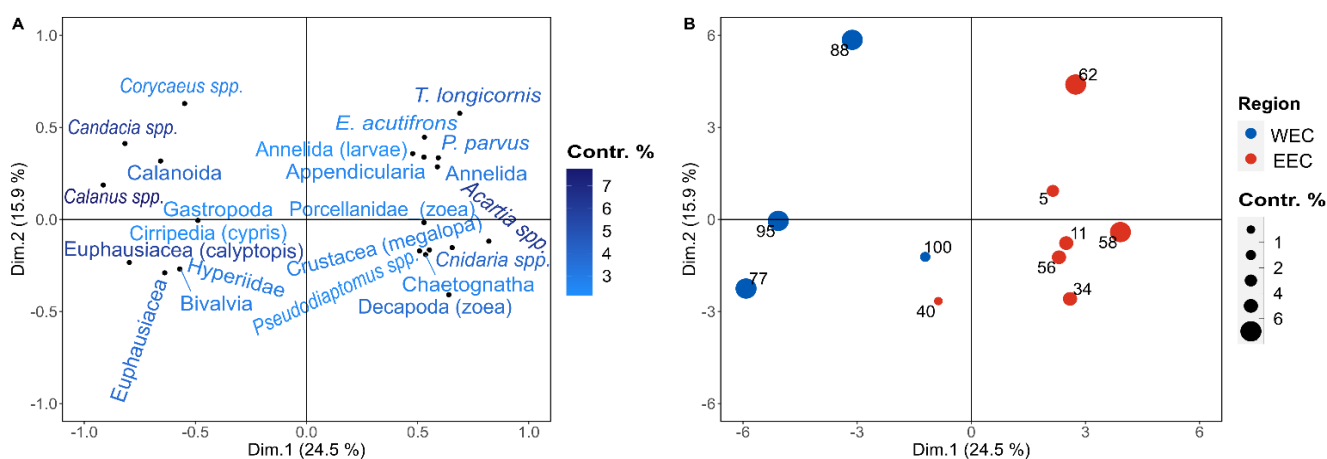 A
1.0
0.5
0.0
-0.5
-1.0
Dim.2 (15.9 %)
Corycaeus spp.
T. longicornis
Candacia spp.
E. acutifrons
P. parvus
Annelida (larvae)
Calanoida
Appendicularia
Annelida
Calanus spp.
Acartia spp.
Gastropoda
Porcellanidae (zoea)
Cirripedia (cypris)
Euphausiacea (calyptopis)
Crustacea (megalopa)
Cnidaria spp.
Hyperiidae
Pseudodiaptomus spp.
Chaetognatha
Bivalvia
Decapoda (zoea)
Euphausiacea
-1.0
-0.5
0.0
0.5
1.0
Dim.1 (24.5 %)
Contr. %
7
6
5
4
3
B
6
3
0
-3
-6
Dim.2 (15.9 %)
88
62
5
95
11
58
100
56
77
34
40
-6
-3
0
3
6
Dim.1 (24.5 %)
Region
WEC
EEC
Contr. %
1
2
4
6